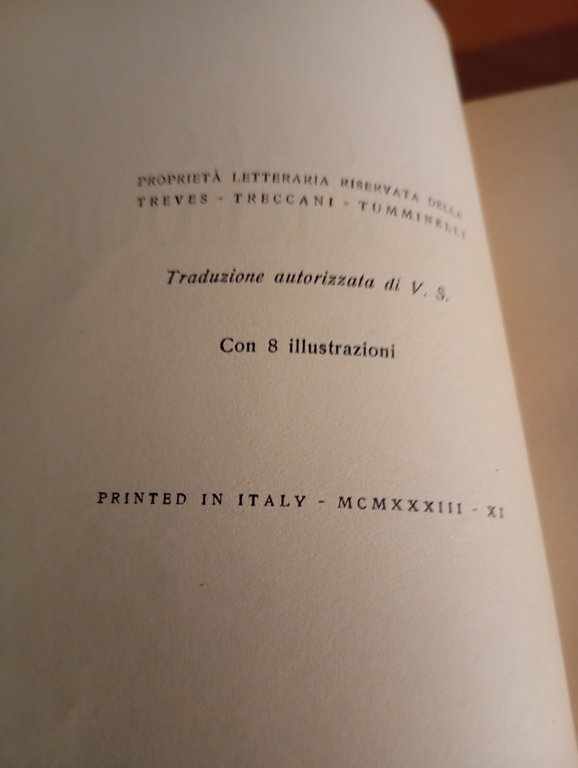 PROPRIETÀ LETTERARIA RISERVATA DELLA
TREVES - TRECCANI - TUMMINELLI
Traduzione autorizzata di V. S.
Con 8 illustrazioni
PRINTED IN ITALY - MCMXXXIII - XI